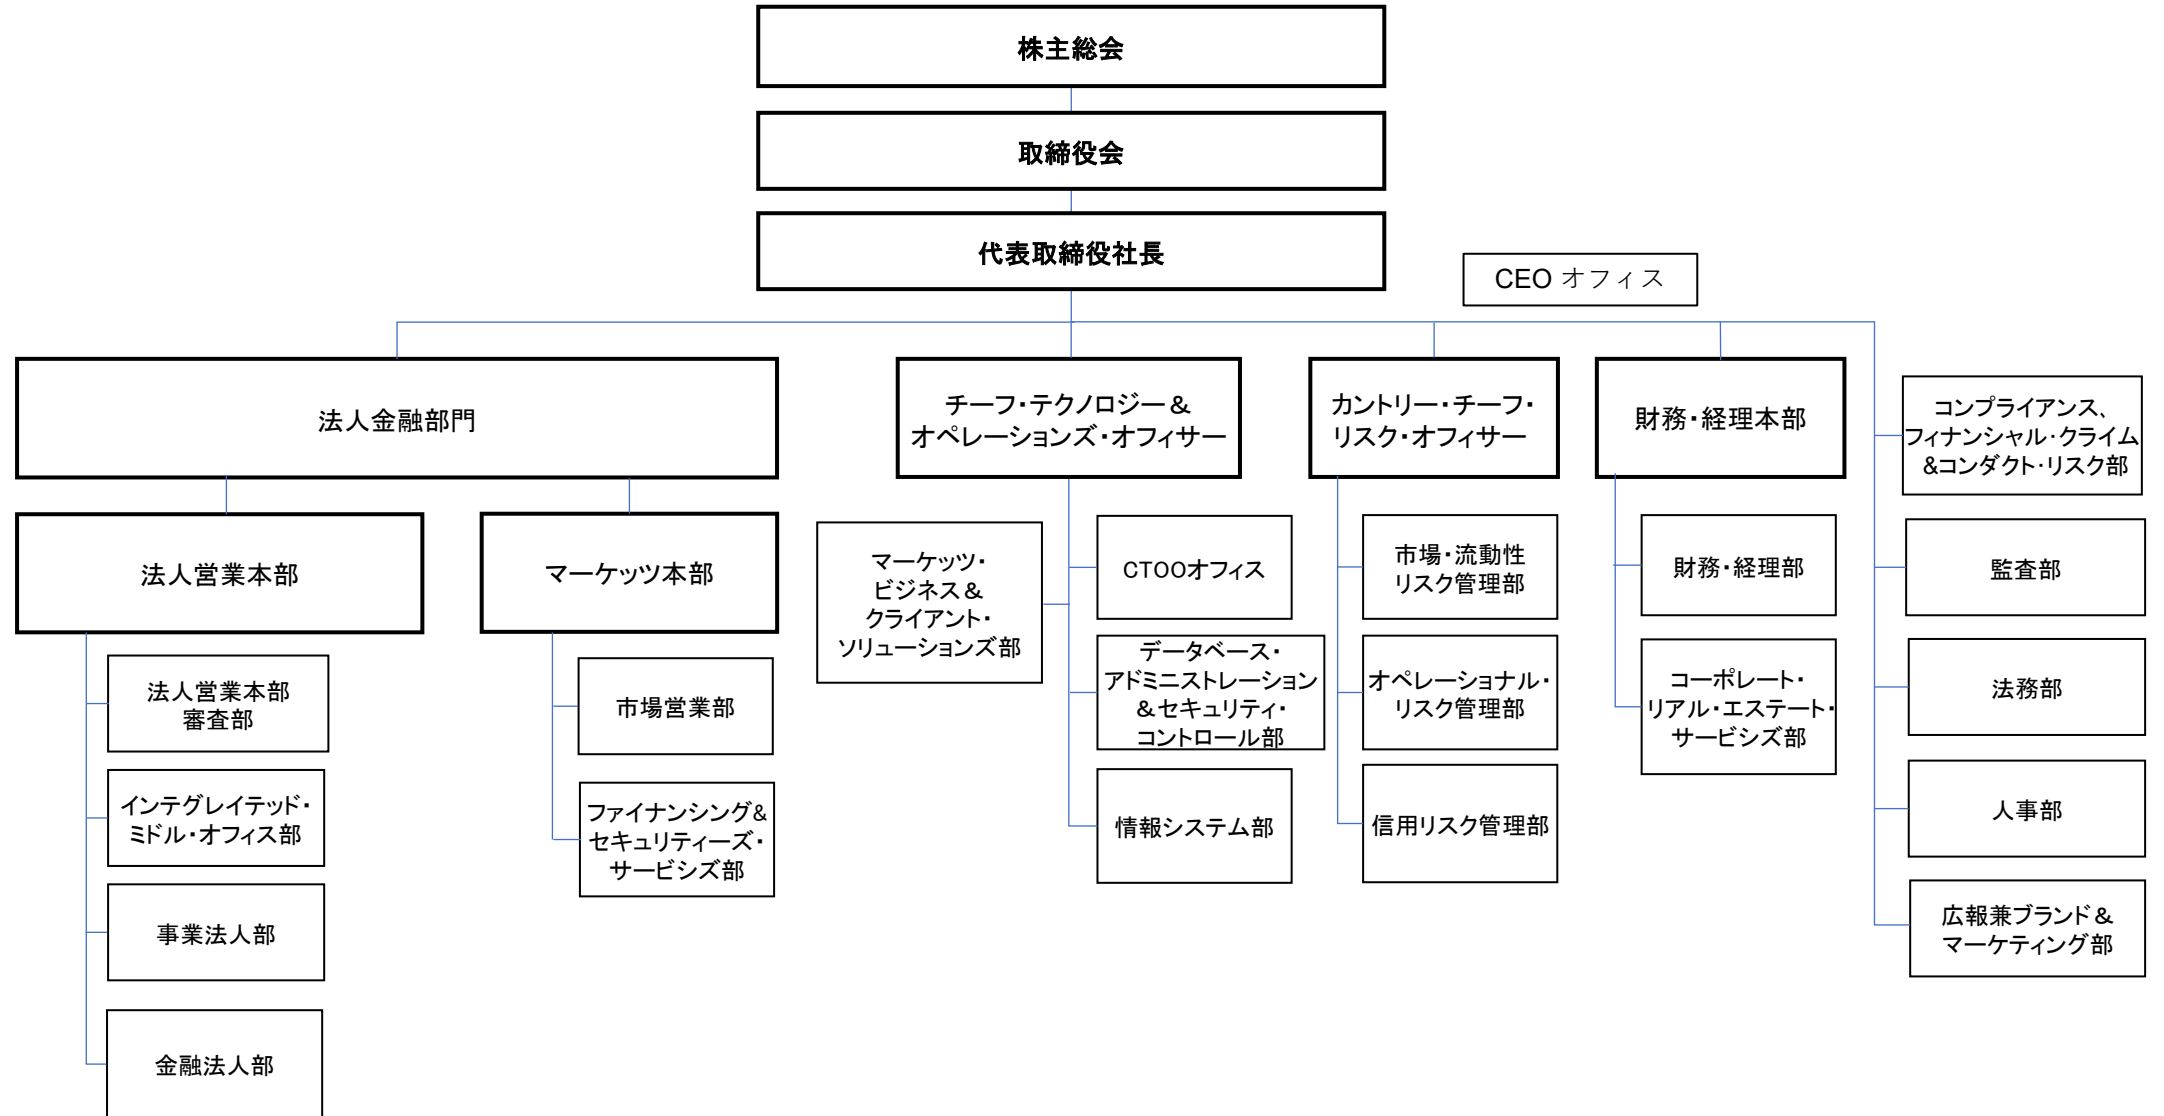 株主総会
取締役会
代表取締役社長
CEO オフィス
法人金融部門
チーフ・テクノロジー＆
オペレーションズ・オフィサー
カントリー・チーフ・
リスク・オフィサー
財務・経理本部
コンプライアンス、
フィナンシャル・クライム
&コンダクト・リスク部
法人営業本部
マーケッツ本部
マーケッツ・
ビジネス＆
クライアント・
ソリューションズ部
CTOOオフィス
市場・流動性
リスク管理部
財務・経理部
監査部
法人営業本部
審査部
市場営業部
データベース・
アドミニストレーション
＆セキュリティ・
コントロール部
オペレーショナル・
リスク管理部
コーポレート・
リアル・エステート・
サービシズ部
法務部
インテグレイテッド・
ミドル・オフィス部
ファイナンシング&
セキュリティーズ・
サービシズ部
情報システム部
信用リスク管理部
人事部
事業法人部
広報兼ブランド＆
マーケティング部
金融法人部